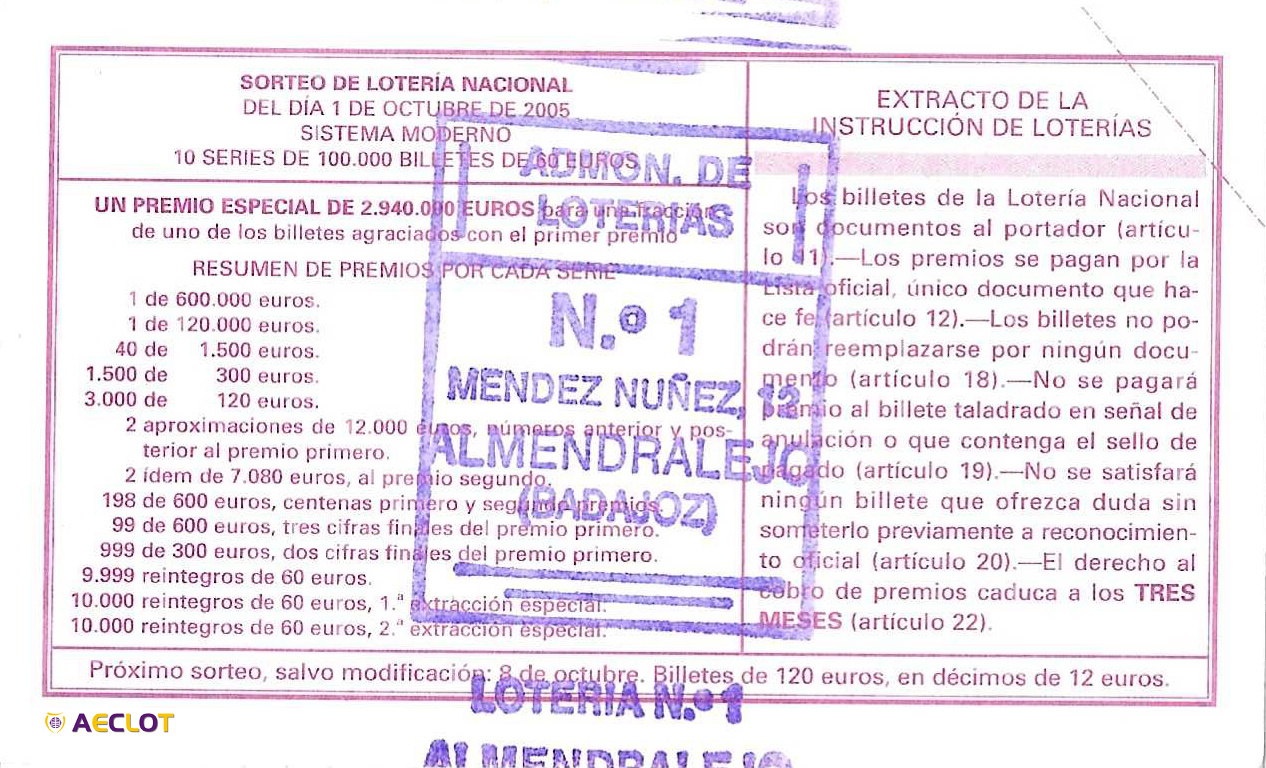 SORTEO DE LOTERÍA NACIONAL
DEL DÍA 1 DE OCTUBRE DE 2005
SISTEMA MODERNO
10 SERIES DE 100.000 BILLETES DE 60 EUROS
UN PREMIO ESPECIAL DE 2.940.000 EUROS para una fracción
de uno de los billetes agraciados con el primer premio
RESUMEN DE PREMIOS POR CADA SERIE
1 de 600.000 euros.
1 de 120.000 euros.
40 de 1.500 euros.
1.500 de 300 euros.
3.000 de 120 euros.
2 aproximaciones de 12.000 euros, números anterior y pos-
terior al premio primero.
2 ídem de 7.080 euros, al premio segundo.
198 de 600 euros, centenas primero y segundo premios.
99 de 600 euros, tres cifras finales del premio primero.
999 de 300 euros, dos cifras finales del premio primero.
9.999 reintegros de 60 euros.
10.000 reintegros de 60 euros, 1.ª extracción especial.
10.000 reintegros de 60 euros, 2.ª extracción especial.
EXTRACTO DE LA
INSTRUCCIÓN DE LOTERÍAS
Los billetes de la Lotería Nacional
son documentos al portador (artícu-
lo 11).—Los premios se pagan por la
Lista oficial, único documento que ha-
ce fe (artículo 12).—Los billetes no po-
drán reemplazarse por ningún docu-
mento (artículo 18).—No se pagará
premio al billete taladrado en señal de
anulación o que contenga el sello de
pagado (artículo 19).—No se satisfará
ningún billete que ofrezca duda sin
someterlo previamente a reconocimien-
to oficial (artículo 20).—El derecho al
cobro de premios caduca a los TRES
MESES (artículo 22).
Próximo sorteo, salvo modificación: 8 de octubre. Billetes de 120 euros, en décimos de 12 euros.
ADMON. DE
LOTERIAS
N.º 1
MENDEZ NUÑEZ, 12
ALMENDRALEJO
(BADAJOZ)
LOTERIA N.º 1
ALMENDRALEJO
AECLOT